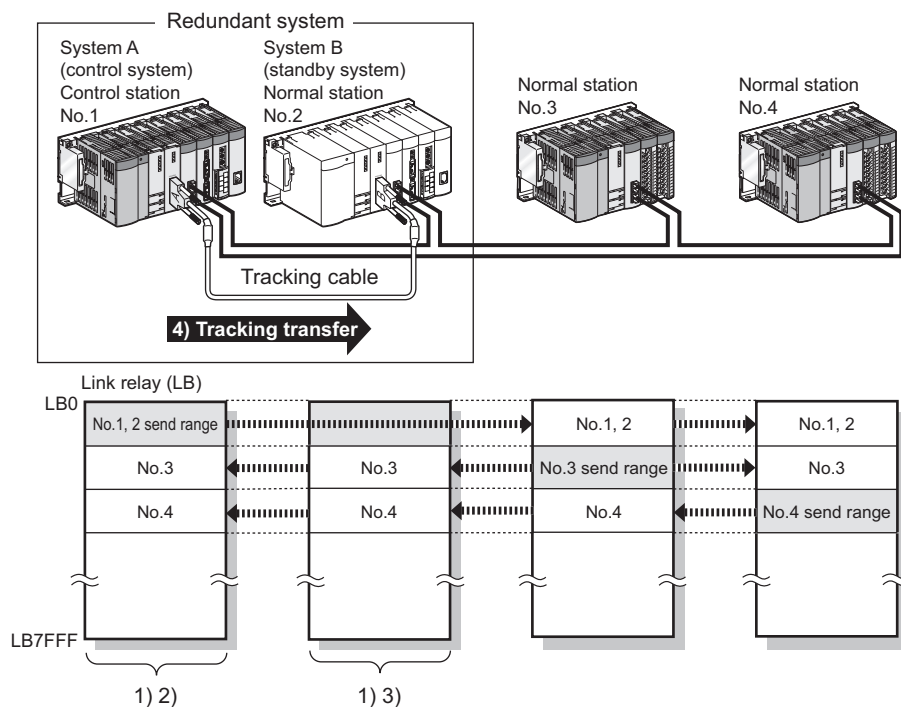 Redundant system
System A
(control system)
Control station
No.1
System B
(standby system)
Normal station
No.2
Normal station
No.3
Normal station
No.4
Tracking cable
4) Tracking transfer
Link relay (LB)
LB0
No.1, 2 send range
No.1, 2
No.1, 2
No.3
No.3
No.3 send range
No.3
No.4
No.4
No.4
No.4 send range
LB7FFF
1) 2)
1) 3)